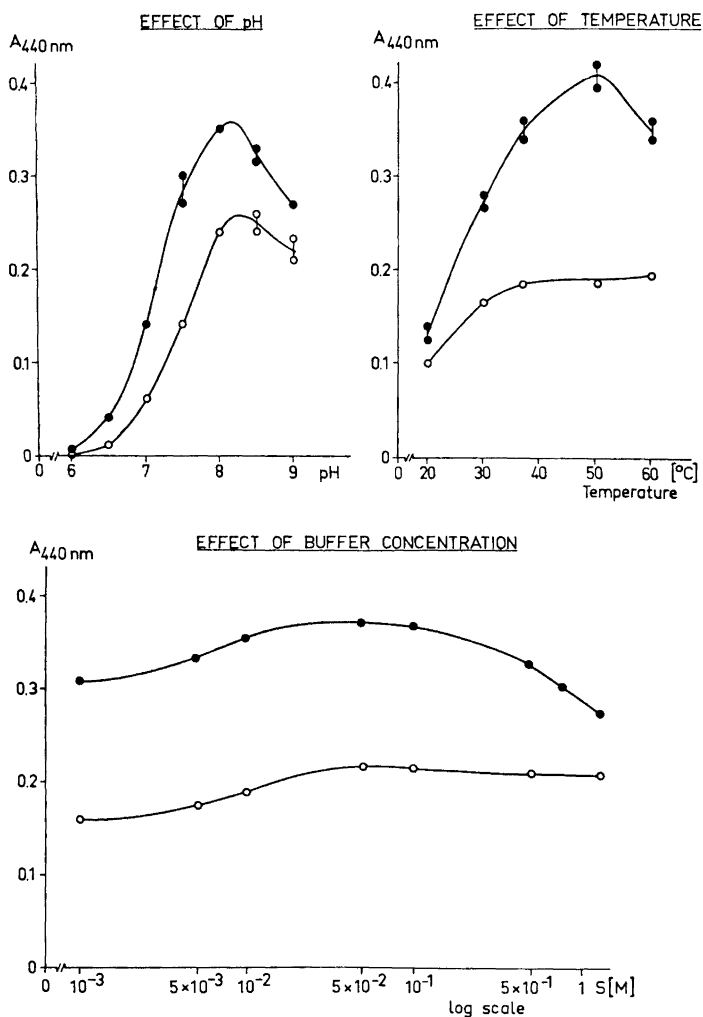 EFFECT OF pH
A440 nm
0.4
0.3
0.2
0.1
0
0 6 7 8 9
pH
EFFECT OF TEMPERATURE
A440 nm
0.4
0.3
0.2
0.1
0
0 20 30 40 50 60 [°C]
Temperature
EFFECT OF BUFFER CONCENTRATION
A440 nm
0.4
0.3
0.2
0.1
0
0 10⁻³ 5×10⁻³ 10⁻² 5×10⁻² 10⁻¹ 5×10⁻¹ 1 S[M]
log scale